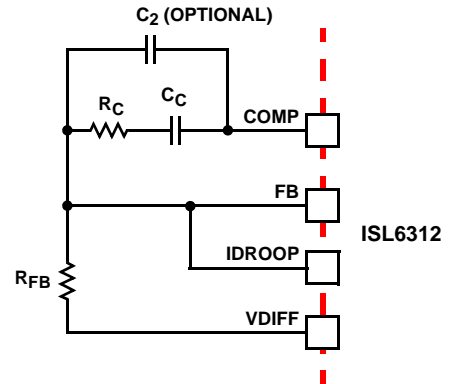 C2 (OPTIONAL)
RC
CC
COMP
FB
ISL6312
IDROOP
RFB
VDIFF